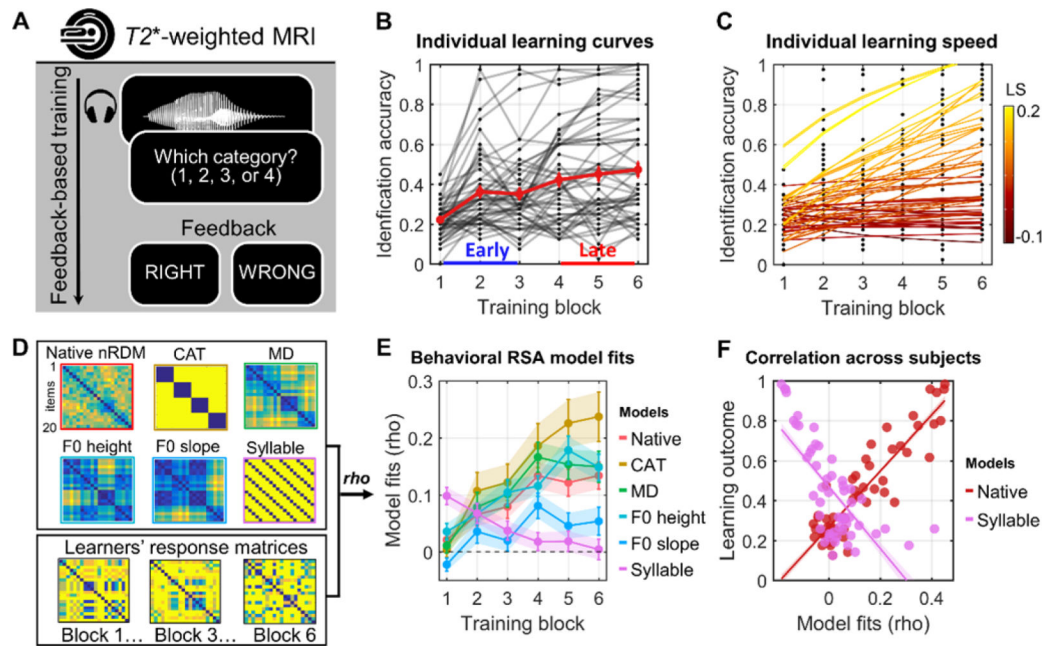 A
T2*-weighted MRI
Feedback-based training
Which category?
(1, 2, 3, or 4)
Feedback
RIGHT
WRONG
B
Individual learning curves
Idenfication accuracy
1
0.8
0.6
0.4
0.2
0
Early
Late
1 2 3 4 5 6
Training block
C
Individual learning speed
Identification accuracy
1
0.8
0.6
0.4
0.2
0
1 2 3 4 5 6
Training block
LS
0.2
-0.1
D
Native nRDM
CAT
MD
1
items
20
F0 height
F0 slope
Syllable
rho
Learners' response matrices
Block 1...
Block 3...
Block 6
E
Behavioral RSA model fits
Model fits (rho)
0.3
0.2
0.1
0
1 2 3 4 5 6
Training block
Models
Native
CAT
MD
F0 height
F0 slope
Syllable
F
Correlation across subjects
Learning outcome
1
0.8
0.6
0.4
0.2
0
0 0.2 0.4
Model fits (rho)
Models
Native
Syllable